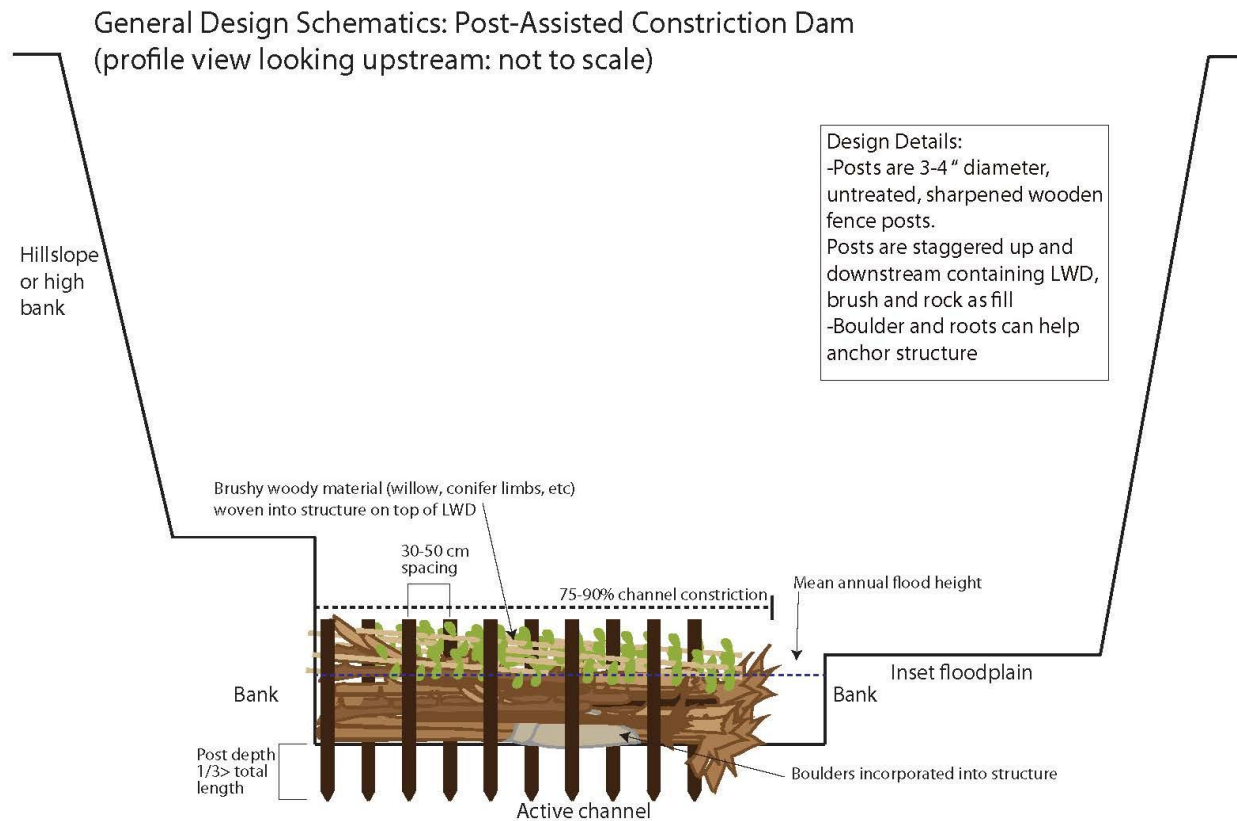 General Design Schematics: Post-Assisted Constriction Dam
(profile view looking upstream: not to scale)
Design Details:
-Posts are 3-4“ diameter,
untreated, sharpened wooden
fence posts.
Posts are staggered up and
downstream containing LWD,
brush and rock as fill
-Boulder and roots can help
anchor structure
Hillslope
or high
bank
Brushy woody material (willow, conifer limbs, etc)
woven into structure on top of LWD
30-50 cm
spacing
75-90% channel constriction
Mean annual flood height
Bank
Inset floodplain
Bank
Post depth
1/3> total
length
Boulders incorporated into structure
Active channel